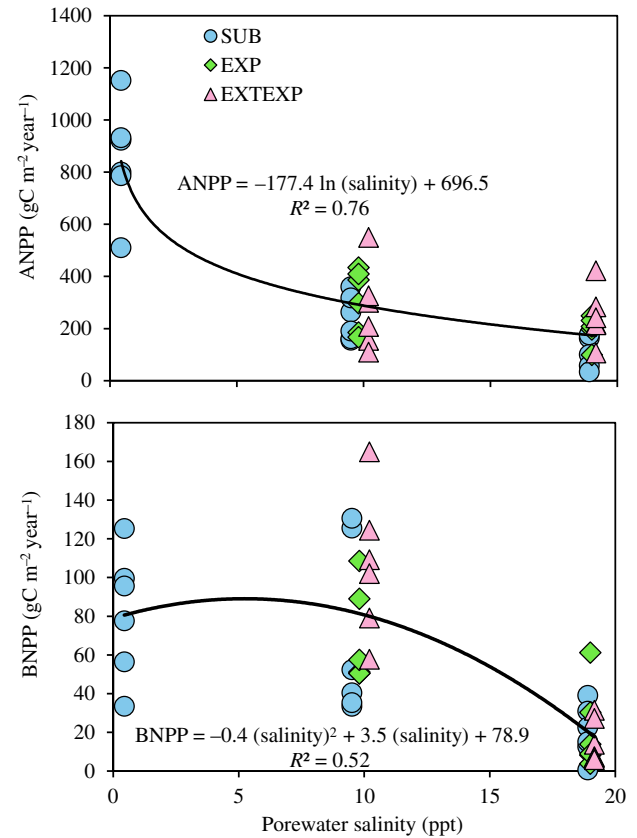 1400
1200
1000
800
600
400
200
0
ANPP (gC m⁻² year⁻¹)
SUB
EXP
EXTEXP
ANPP = –177.4 ln (salinity) + 696.5
R² = 0.76
180
160
140
120
100
80
60
40
20
0
BNPP (gC m⁻² year⁻¹)
BNPP = –0.4 (salinity)² + 3.5 (salinity) + 78.9
R² = 0.52
0 5 10 15 20
Porewater salinity (ppt)